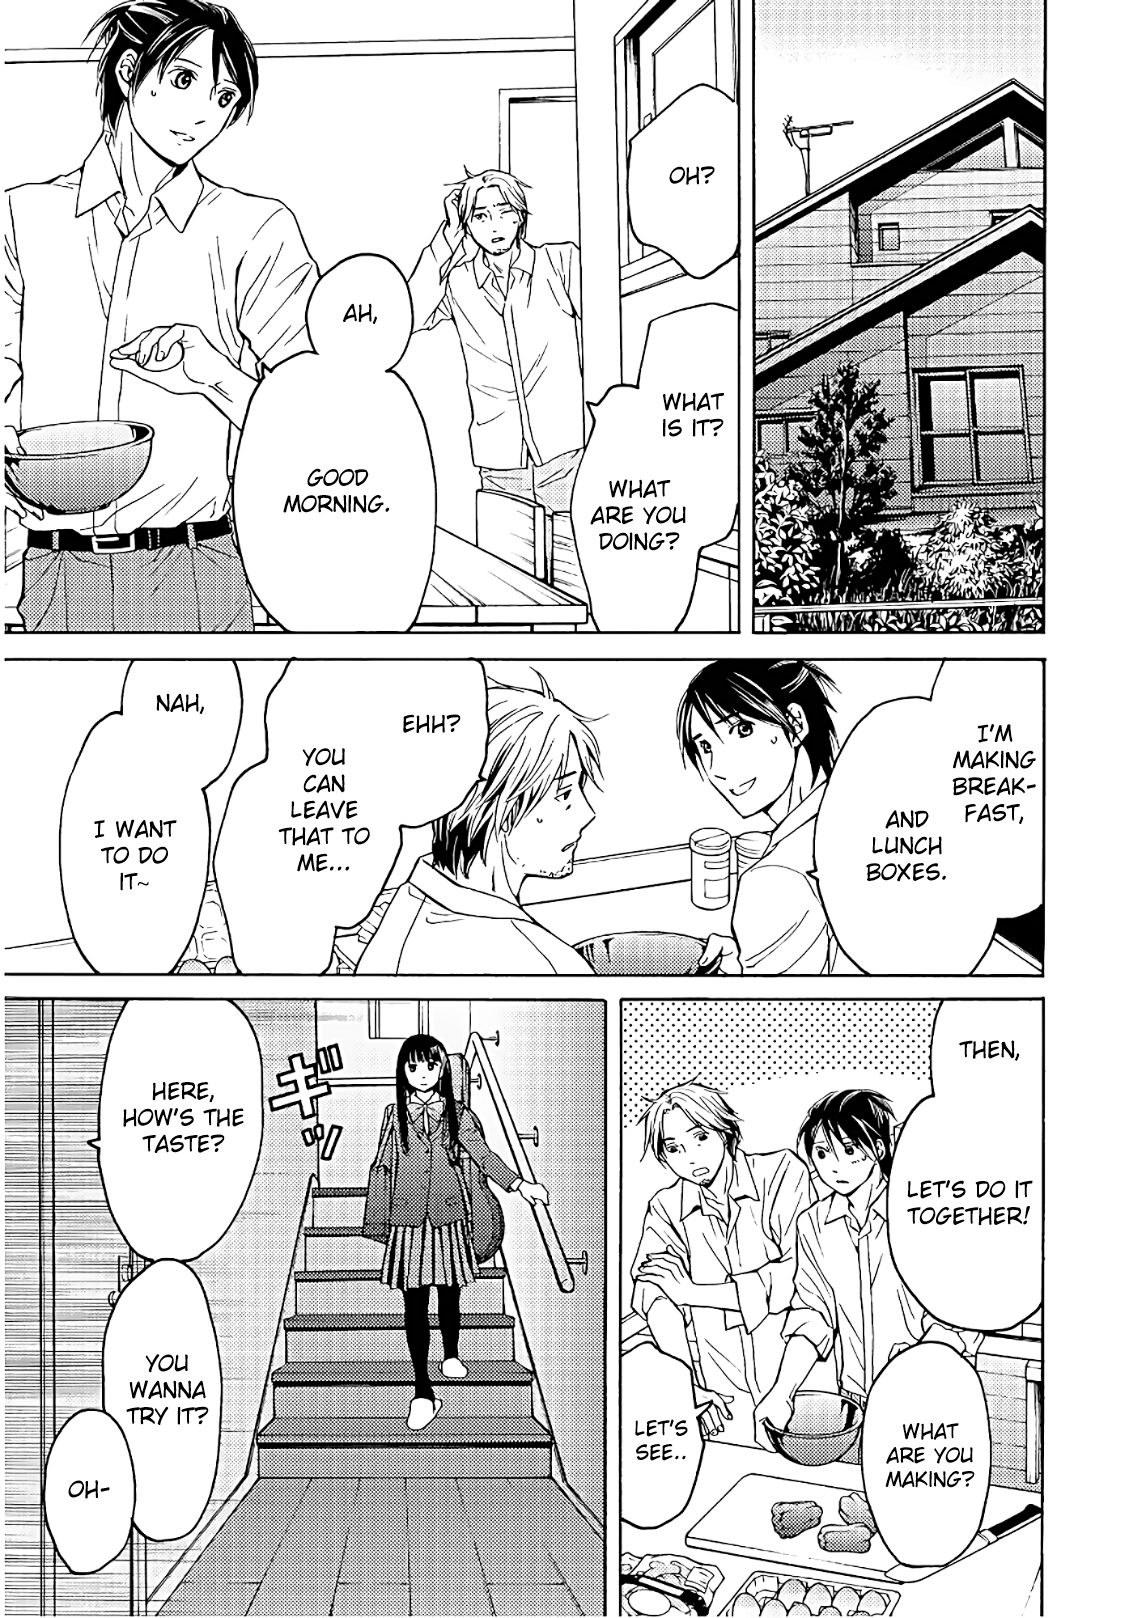 OH?
WHAT
IS IT?
WHAT
ARE YOU
DOING?
AH,
GOOD
MORNING.
I'M
MAKING
BREAK-
FAST,
AND
LUNCH
BOXES.
EHH?
YOU
CAN
LEAVE
THAT TO
ME...
NAH,
I WANT
TO DO
IT~
THEN,
LET'S DO IT
TOGETHER!
WHAT
ARE YOU
MAKING?
LET'S
SEE..
ギッ
HERE,
HOW'S THE
TASTE?
YOU
WANNA
TRY IT?
OH-